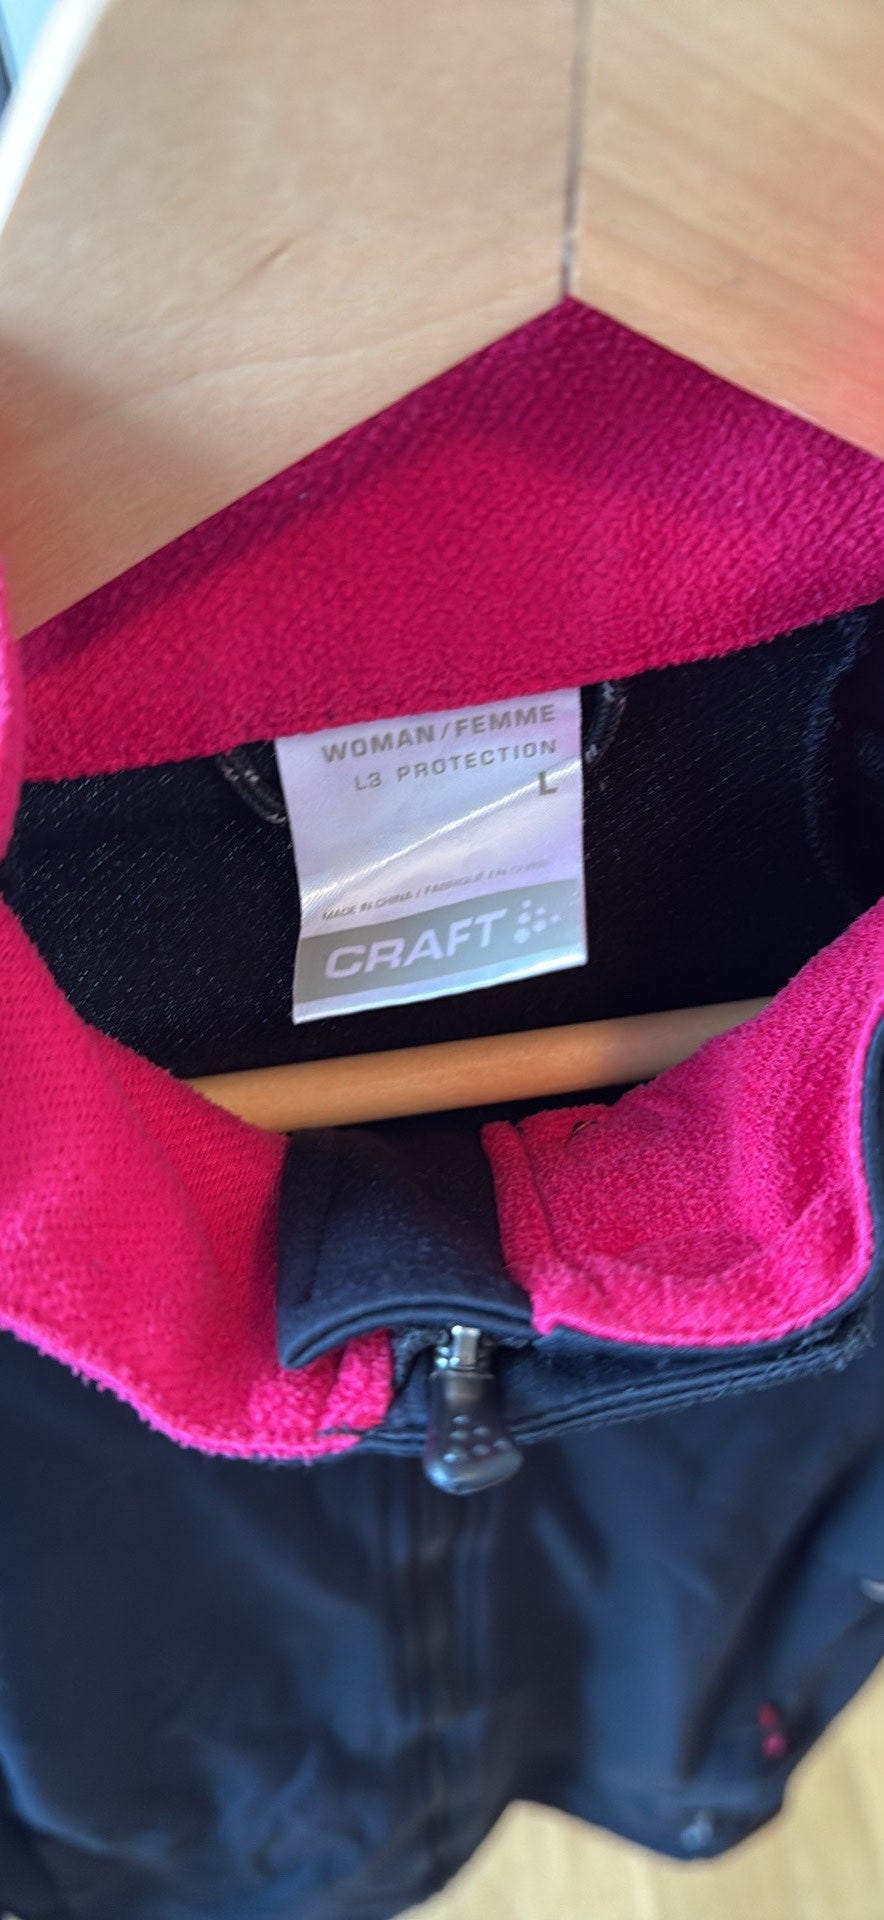 WOMAN/FEMME
L3 PROTECTION
L
MADE IN CHINA / FABRIQUÉ EN CHINE
CRAFT